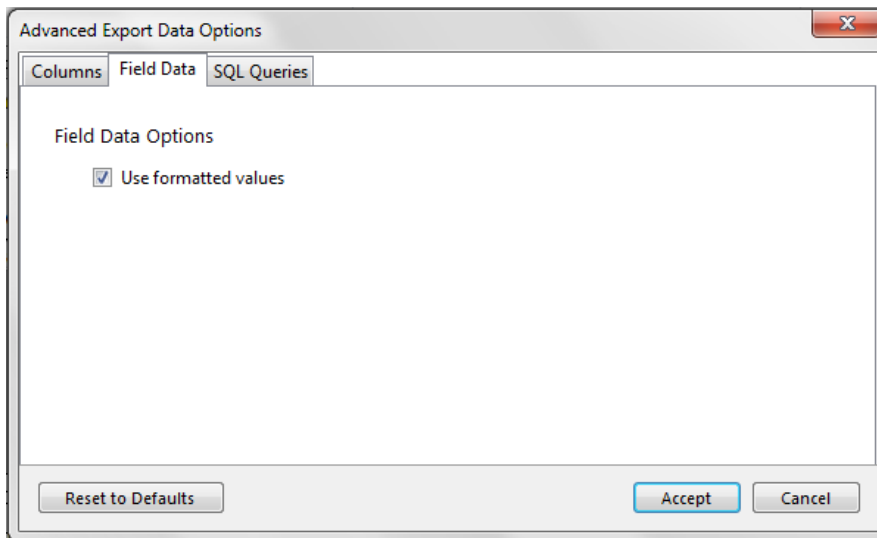 Advanced Export Data Options
Columns Field Data SQL Queries
Field Data Options
Use formatted values
Reset to Defaults Accept Cancel